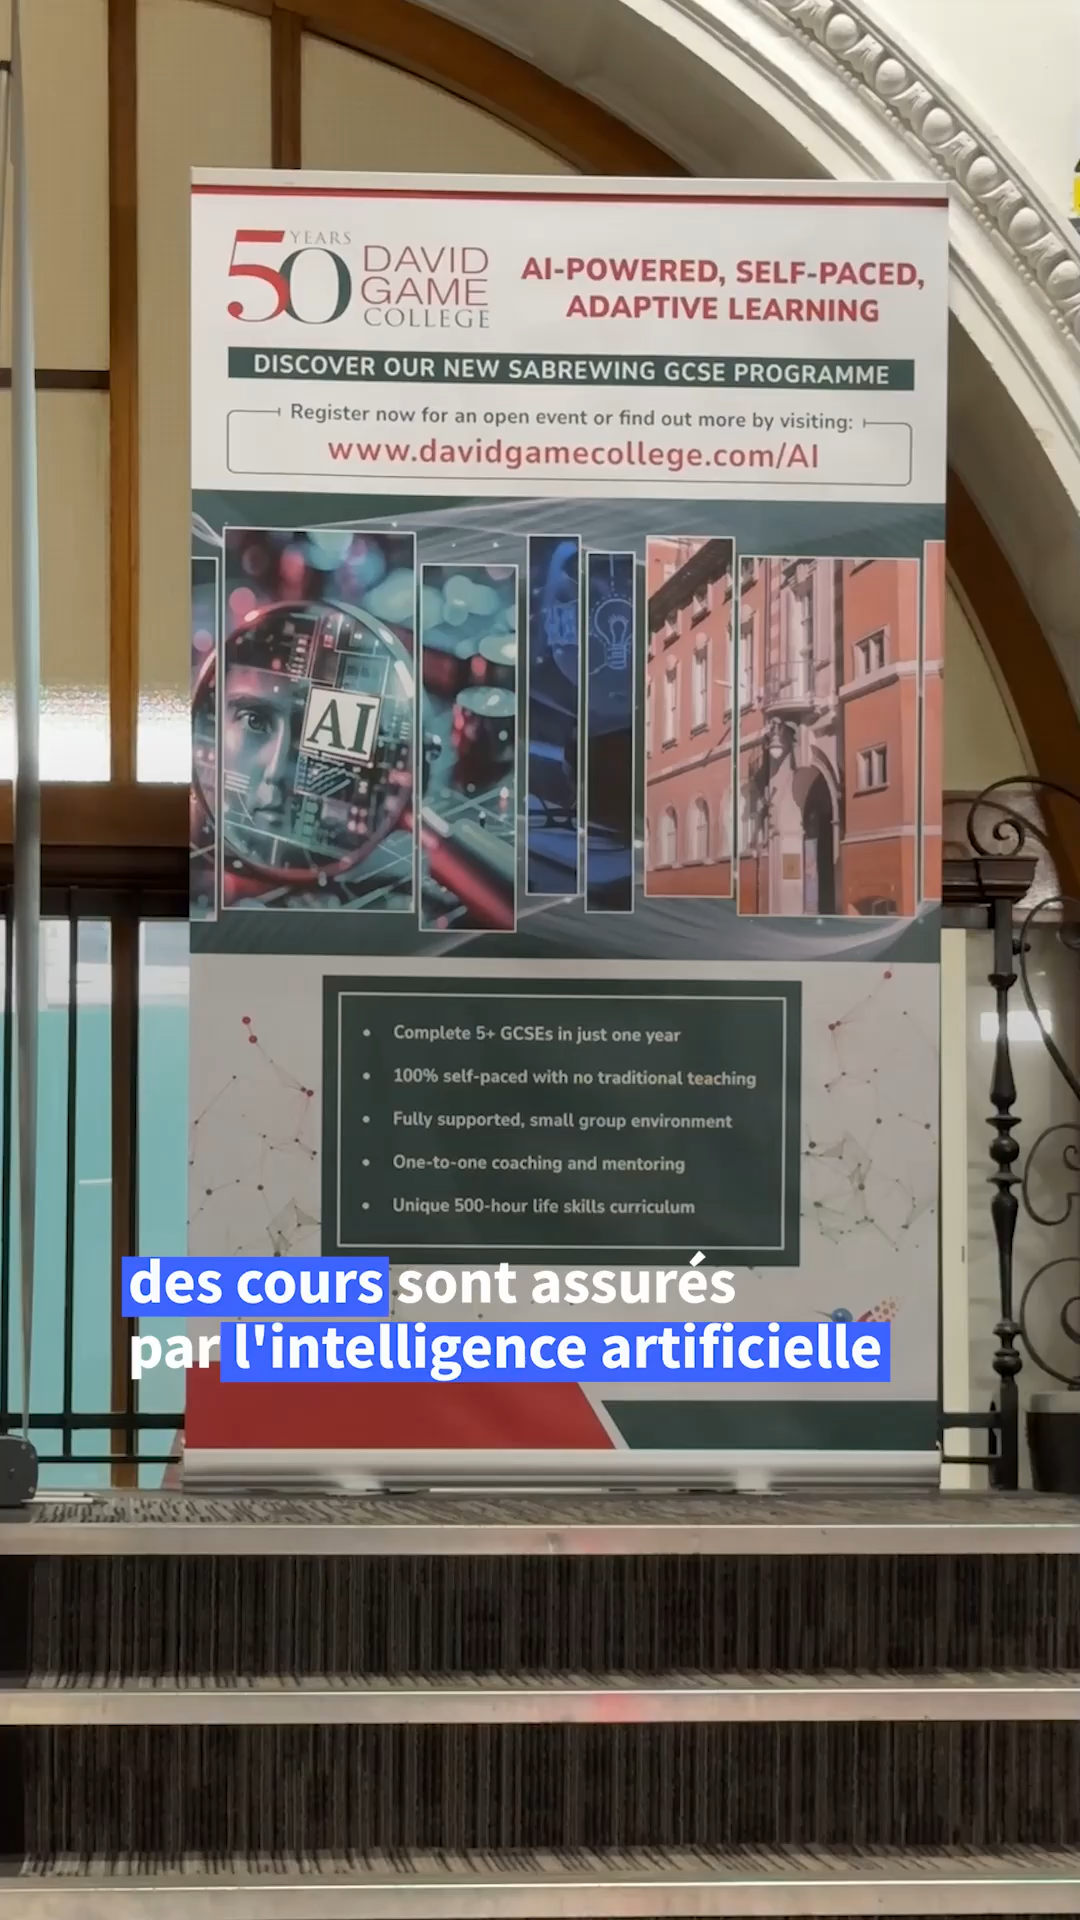 50 YEARS
DAVID
GAME
COLLEGE
AI-POWERED, SELF-PACED,
ADAPTIVE LEARNING
DISCOVER OUR NEW SABREWING GCSE PROGRAMME
Register now for an open event or find out more by visiting:
www.davidgamecollege.com/AI
AI
• Complete 5+ GCSEs in just one year
• 100% self-paced with no traditional teaching
• Fully supported, small group environment
• One-to-one coaching and mentoring
• Unique 500-hour life skills curriculum
des cours sont assurés
par l'intelligence artificielle